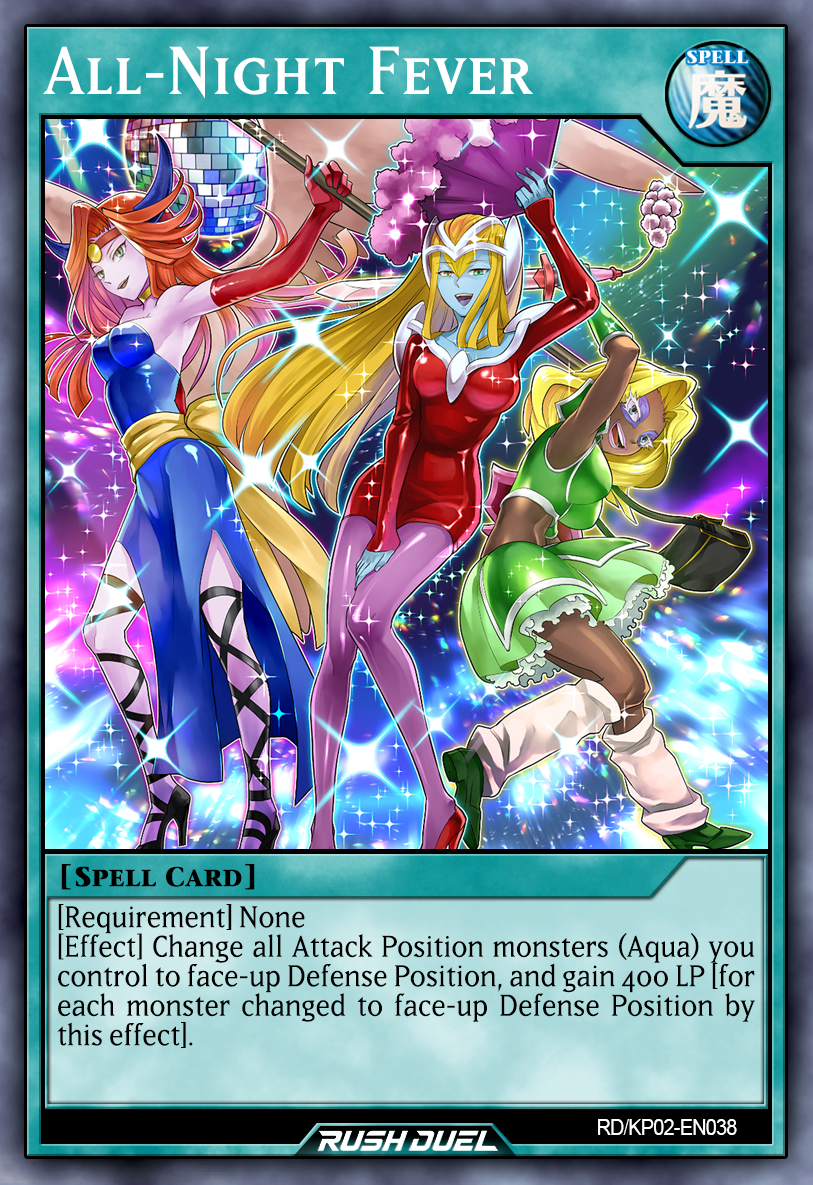 All-Night Fever
SPELL
魔
[Spell Card]
[Requirement] None
[Effect] Change all Attack Position monsters (Aqua) you
control to face-up Defense Position, and gain 400 LP [for
each monster changed to face-up Defense Position by
this effect].
RD/KP02-EN038
RUSH DUEL